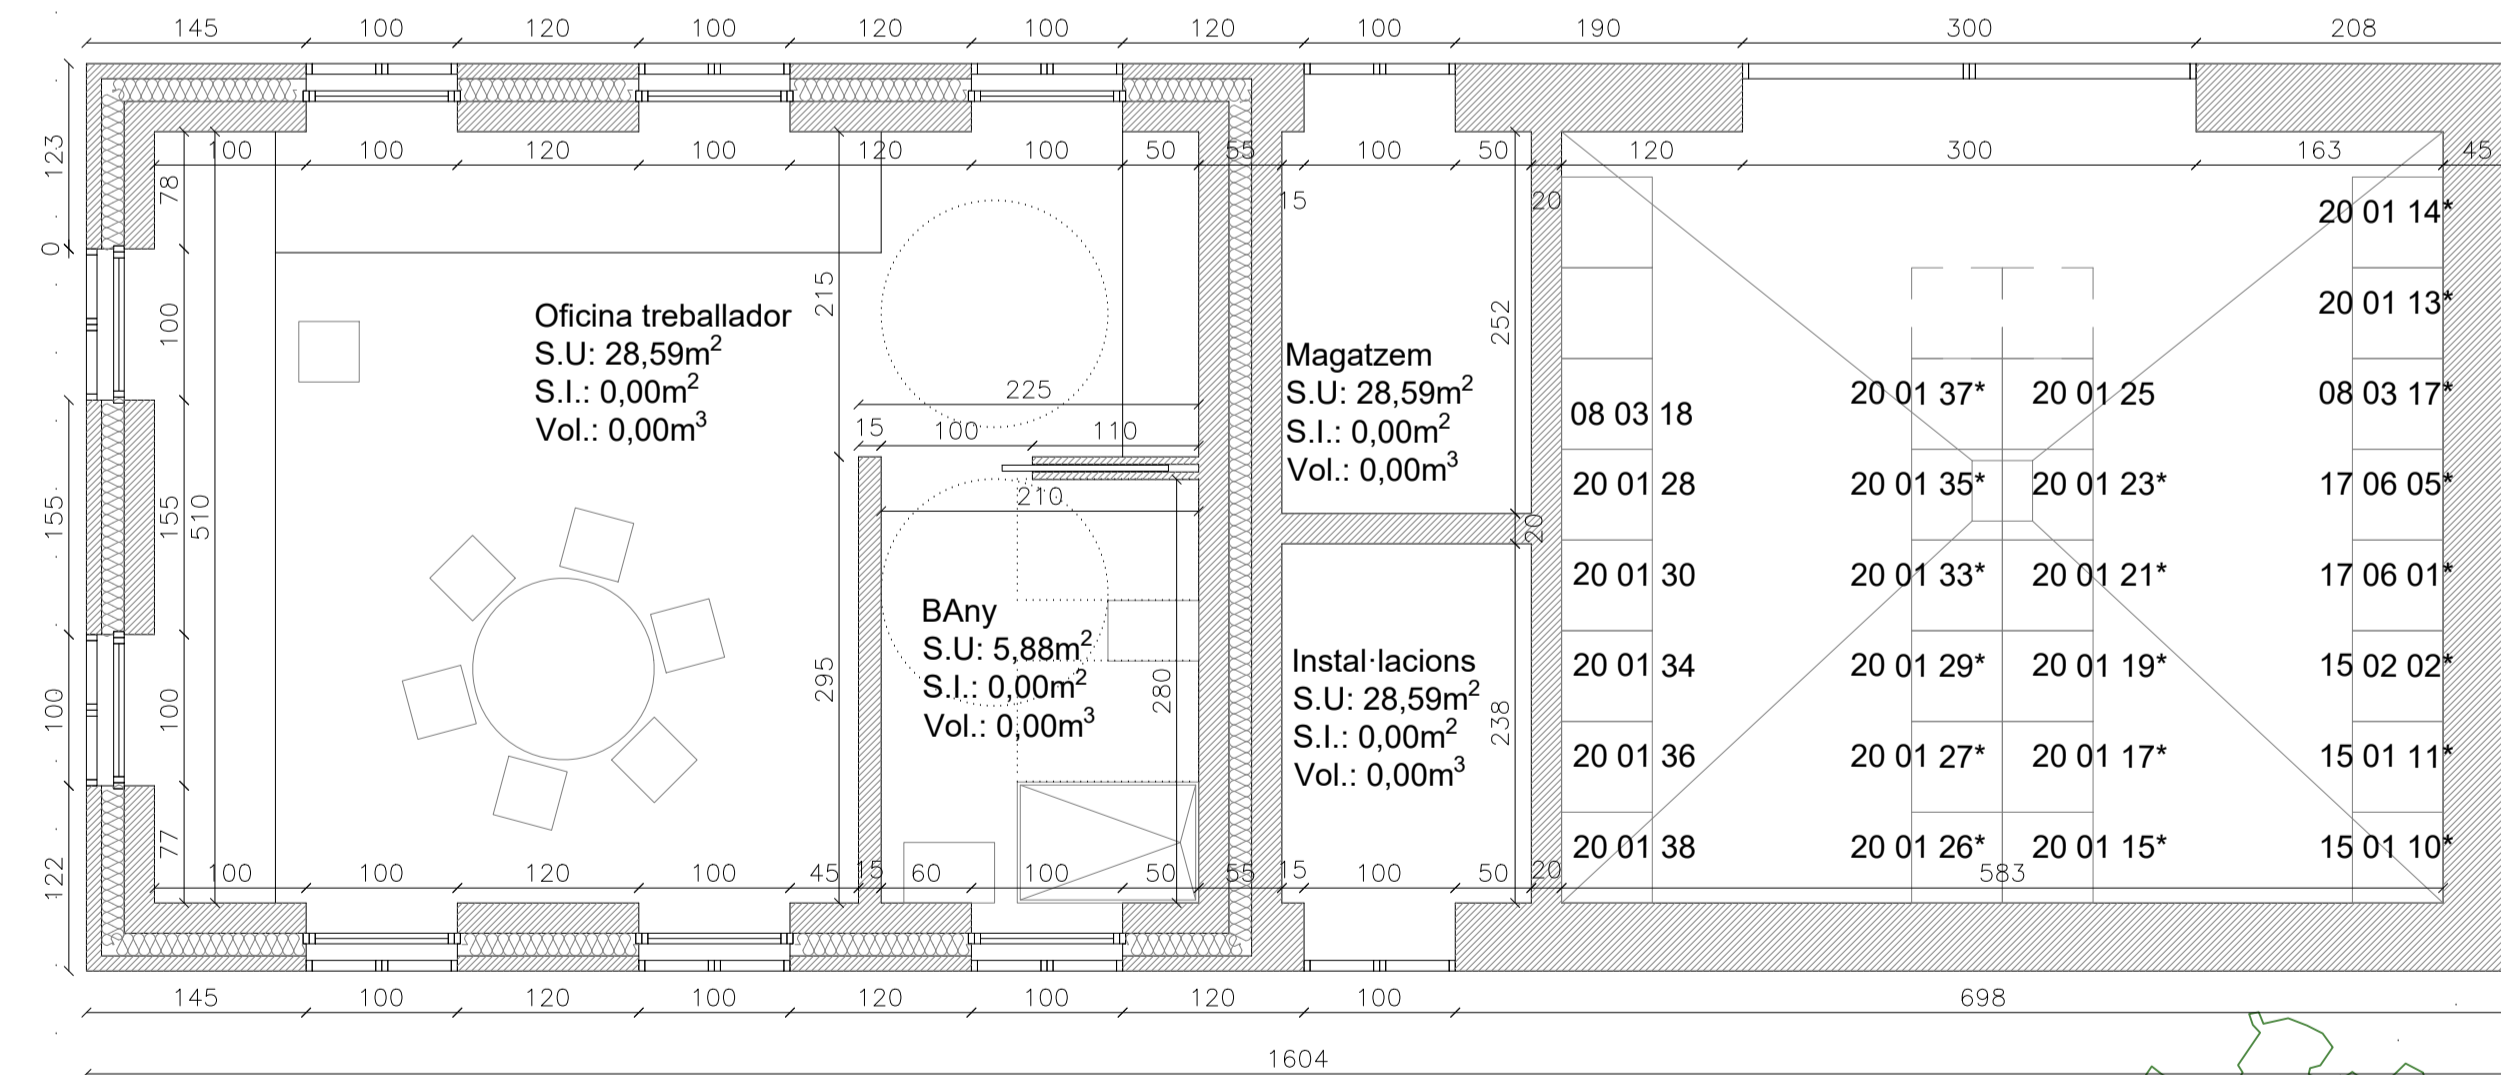 145 100 120 100 120 100 120 100 190 300 208
100 100 120 100 120 100 50 55 100 50 120 300 163 45
15 20
123
0
100
155
100
122
78
100
155
510
100
77
Oficina treballador
S.U: 28,59m²
S.I.: 0,00m²
Vol.: 0,00m³
215
295
225
15 100 110
210
BAny
S.U: 5,88m²
S.I.: 0,00m²
Vol.: 0,00m³
280
Magatzem
S.U: 28,59m²
S.I.: 0,00m²
Vol.: 0,00m³
252
20
Instal·lacions
S.U: 28,59m²
S.I.: 0,00m²
Vol.: 0,00m³
238
08 03 18
20 01 28
20 01 30
20 01 34
20 01 36
20 01 38
20 01 37* 20 01 25
20 01 35* 20 01 23*
20 01 33* 20 01 21*
20 01 29* 20 01 19*
20 01 27* 20 01 17*
20 01 26* 20 01 15*
20 01 14*
20 01 13*
08 03 17*
17 06 05*
17 06 01*
15 02 02*
15 01 11*
15 01 10*
100 100 120 100 45 15 60 100 50 55 15 100 50 20 583
145 100 120 100 120 100 120 100 698
1604